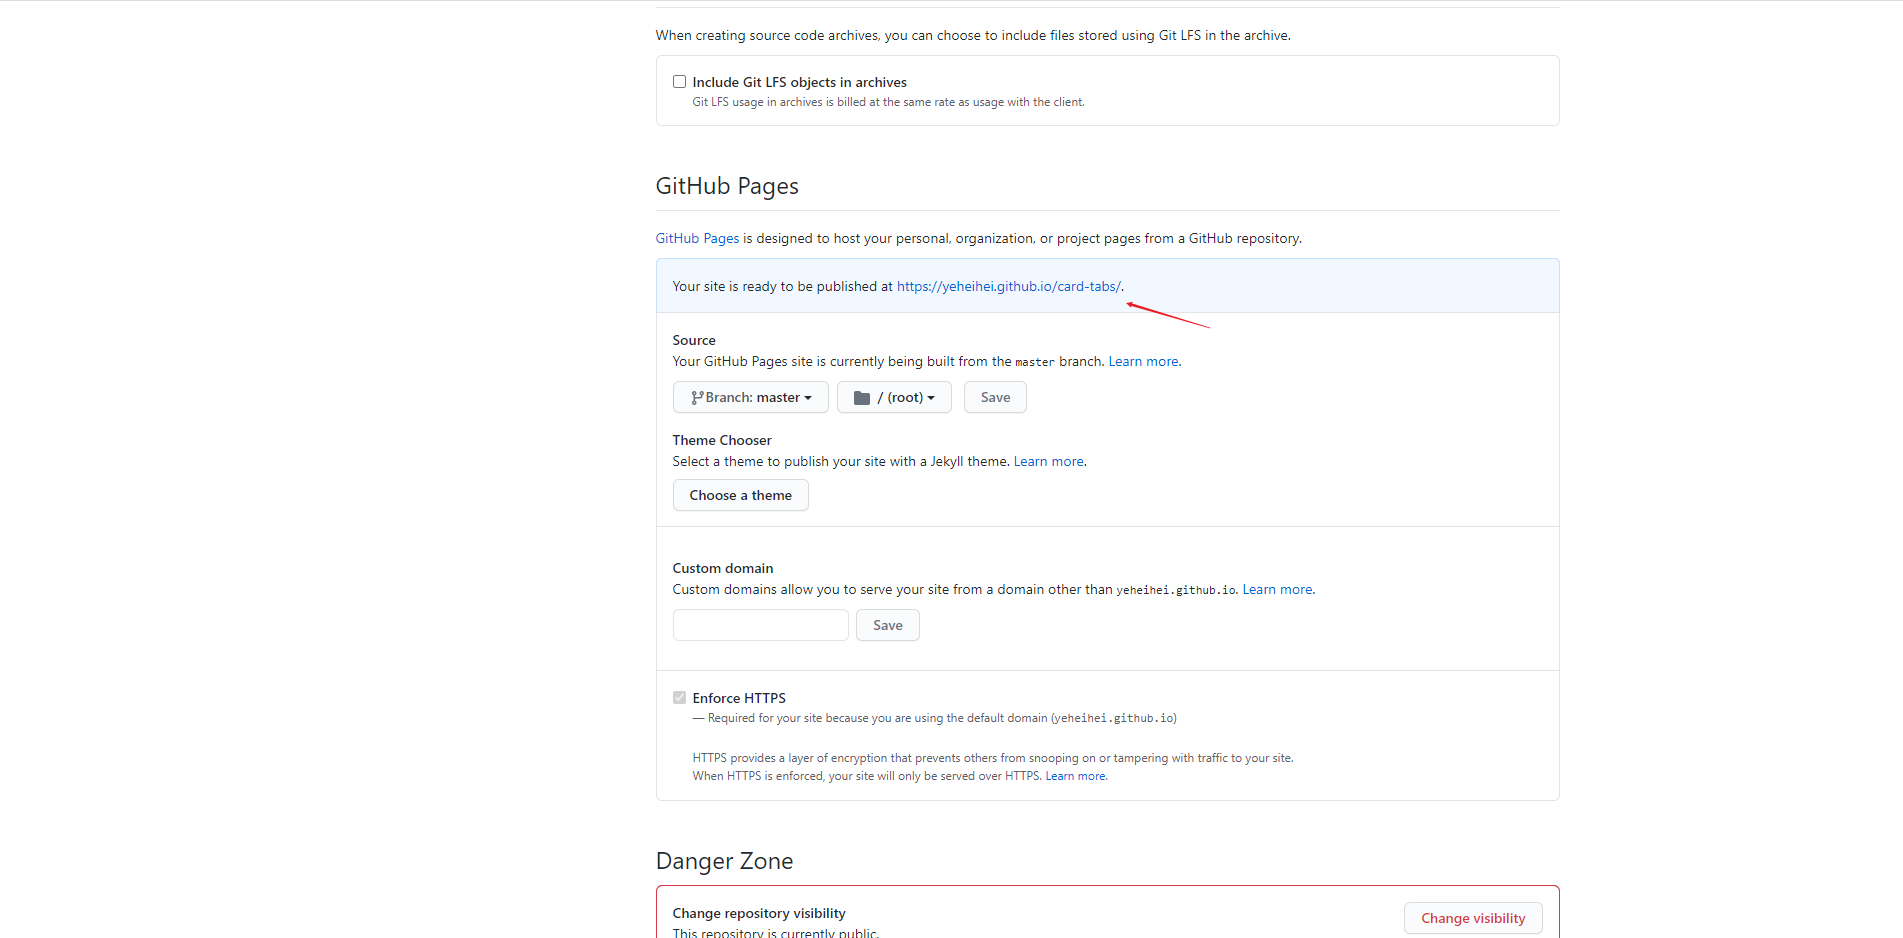 When creating source code archives, you can choose to include files stored using Git LFS in the archive.
Include Git LFS objects in archives
Git LFS usage in archives is billed at the same rate as usage with the client.
GitHub Pages
GitHub Pages is designed to host your personal, organization, or project pages from a GitHub repository.
Your site is ready to be published at https://yeheihei.github.io/card-tabs/.
Source
Your GitHub Pages site is currently being built from the master branch. Learn more.
Branch: master / (root) Save
Theme Chooser
Select a theme to publish your site with a Jekyll theme. Learn more.
Choose a theme
Custom domain
Custom domains allow you to serve your site from a domain other than yeheihei.github.io. Learn more.
Save
Enforce HTTPS
— Required for your site because you are using the default domain (yeheihei.github.io)
HTTPS provides a layer of encryption that prevents others from snooping on or tampering with traffic to your site.
When HTTPS is enforced, your site will only be served over HTTPS. Learn more.
Danger Zone
Change repository visibility
Change visibility
This repository is currently public.